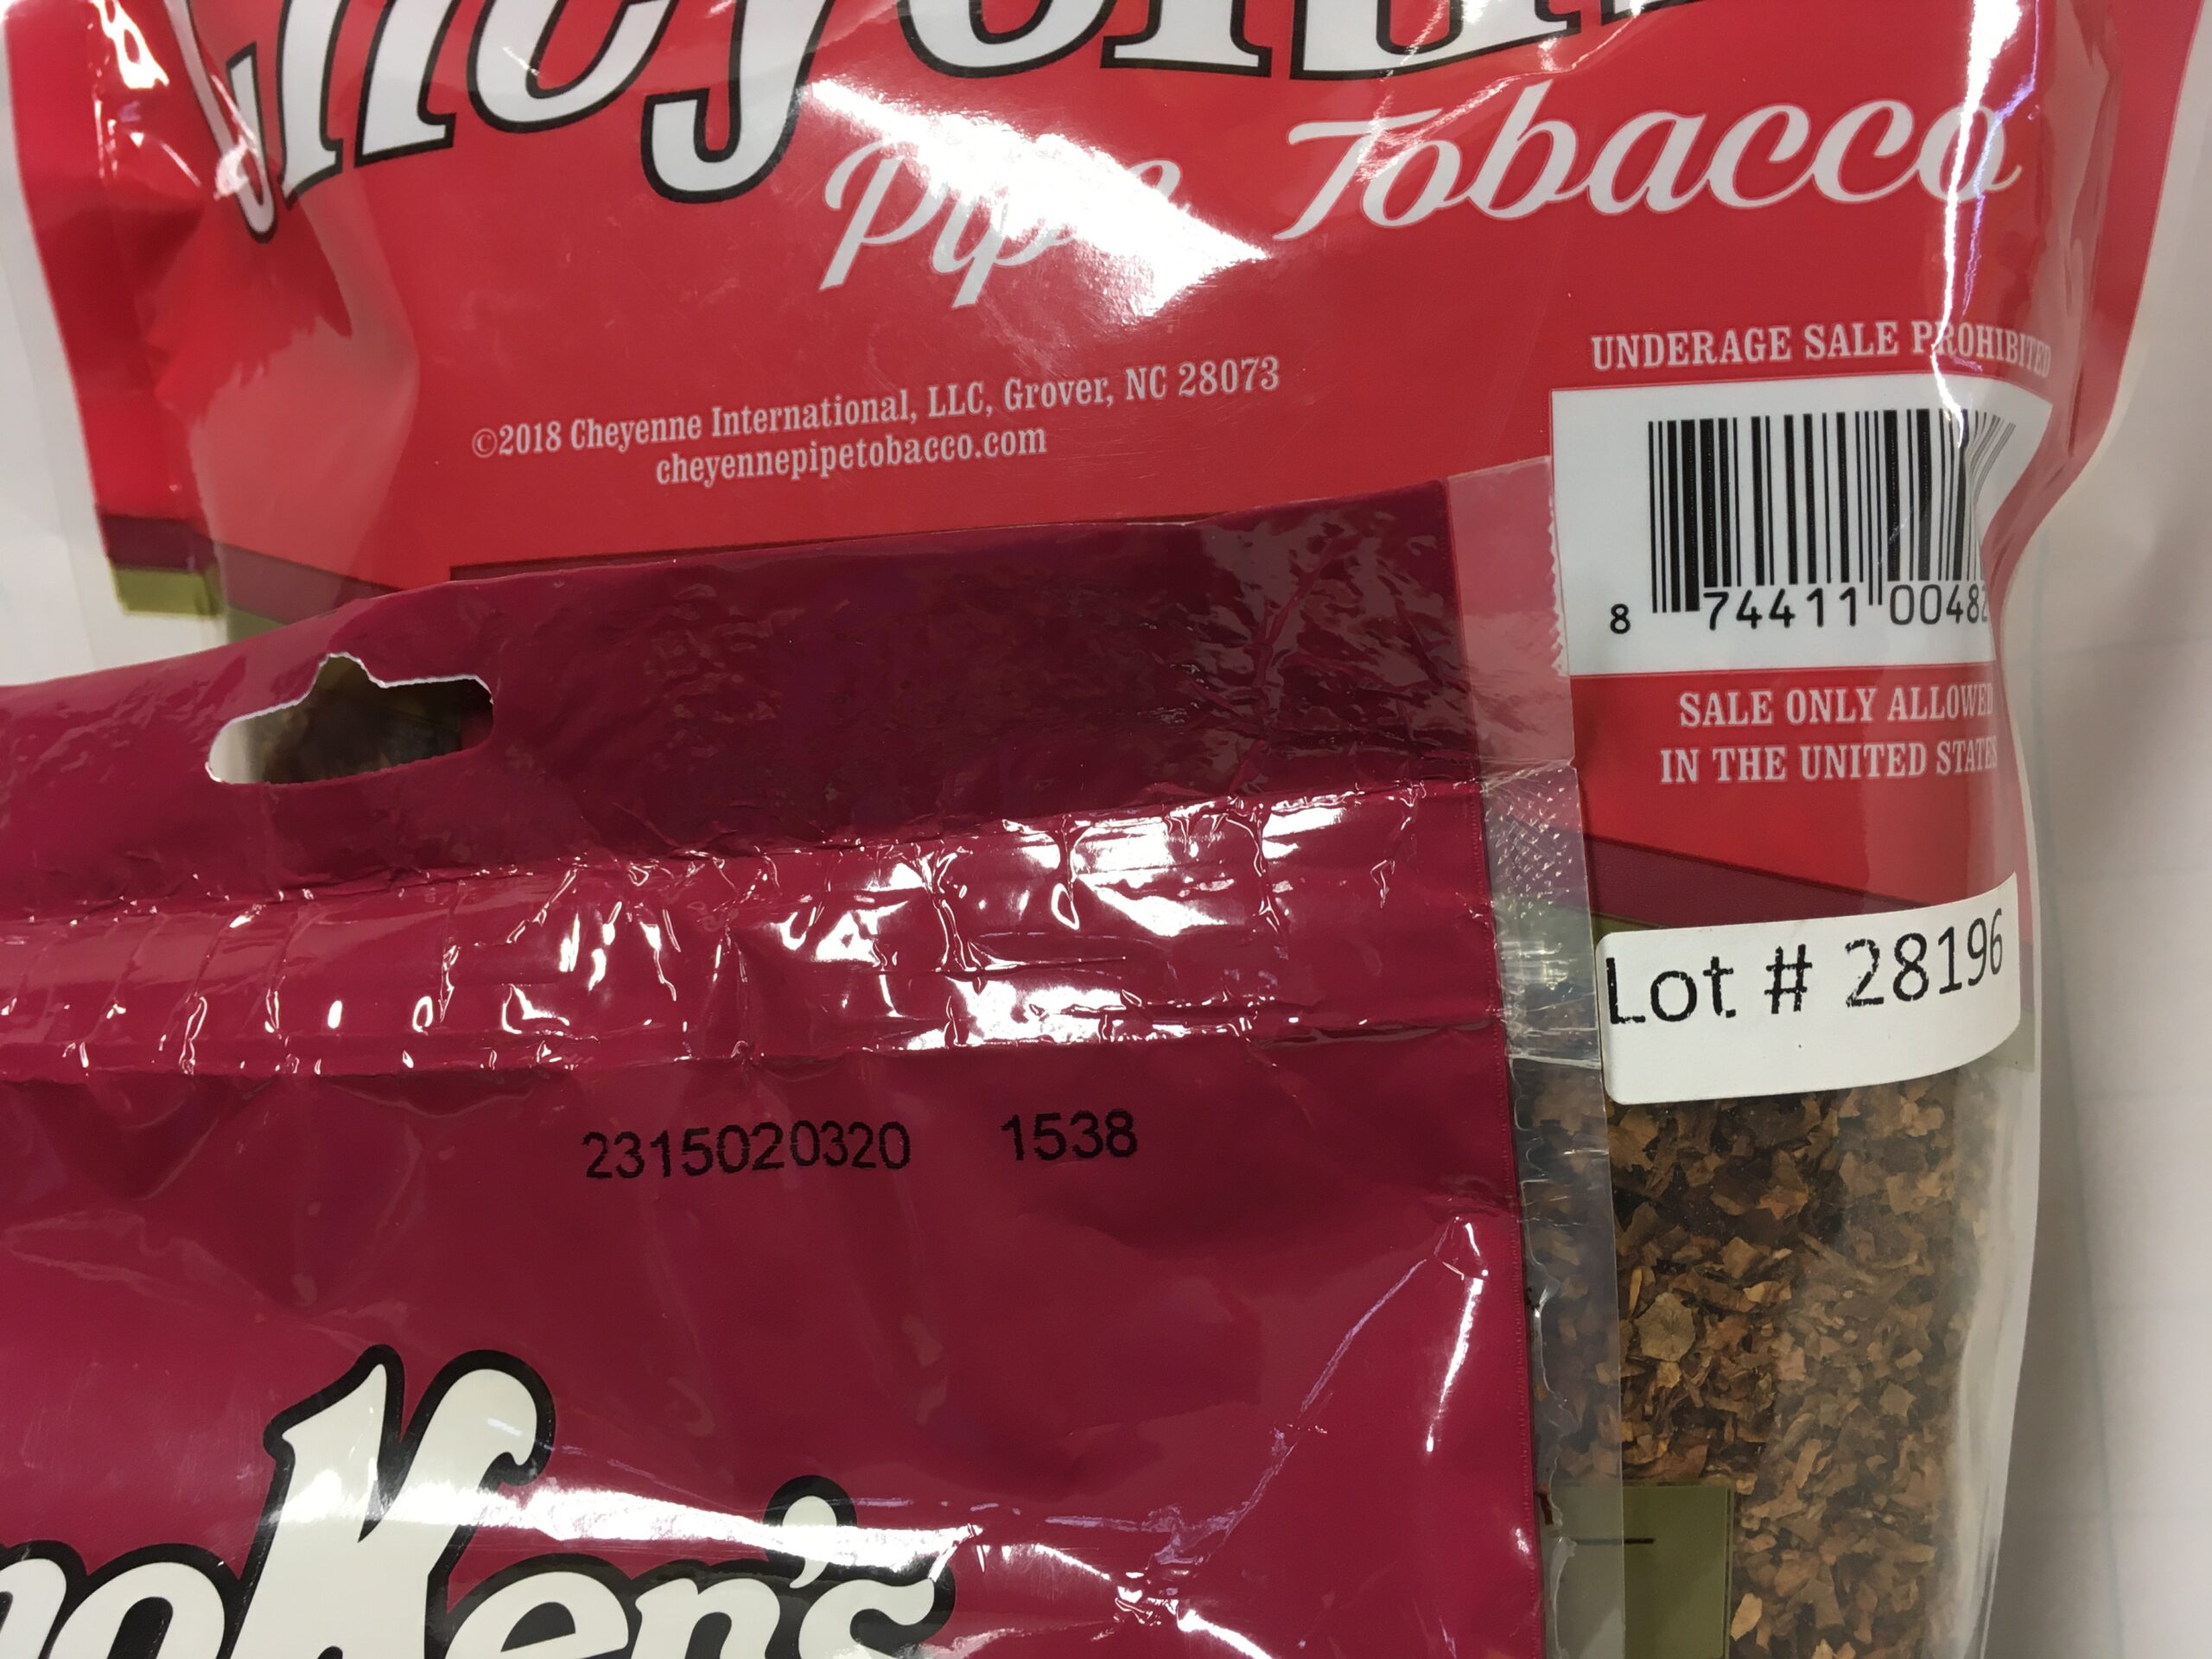 Pipe Tobacco
©2018 Cheyenne International, LLC, Grover, NC 28073
cheyennepipetobacco.com
UNDERAGE SALE PROHIBITED
8 74411 00482
SALE ONLY ALLOWED
IN THE UNITED STATES
Lot # 28196
2315020320 1538